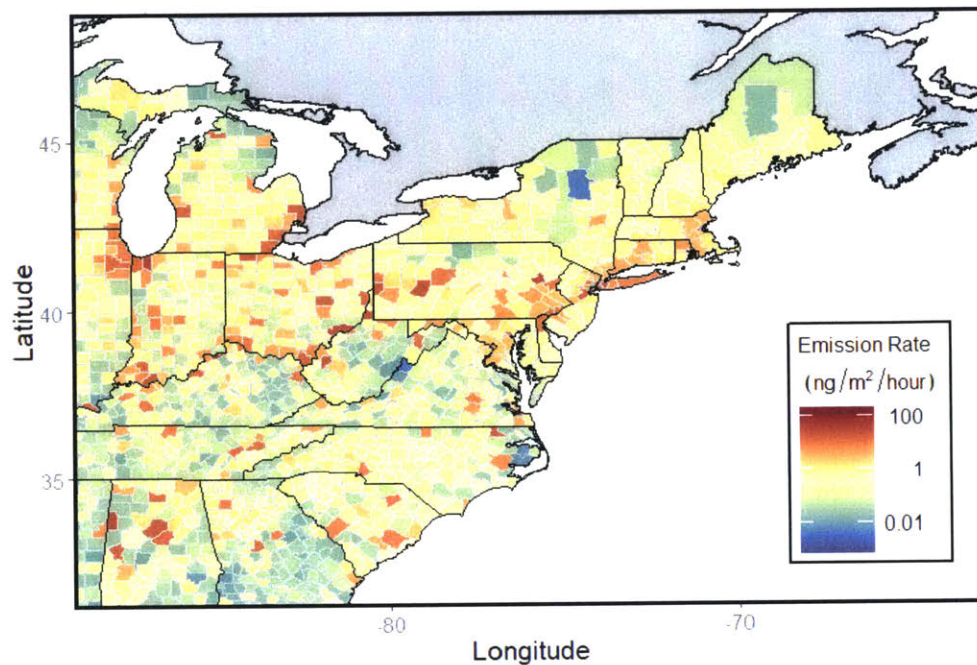 45
40
35
Latitude
-80
-70
Longitude
Emission Rate
(ng/m²/hour)
100
1
0.01